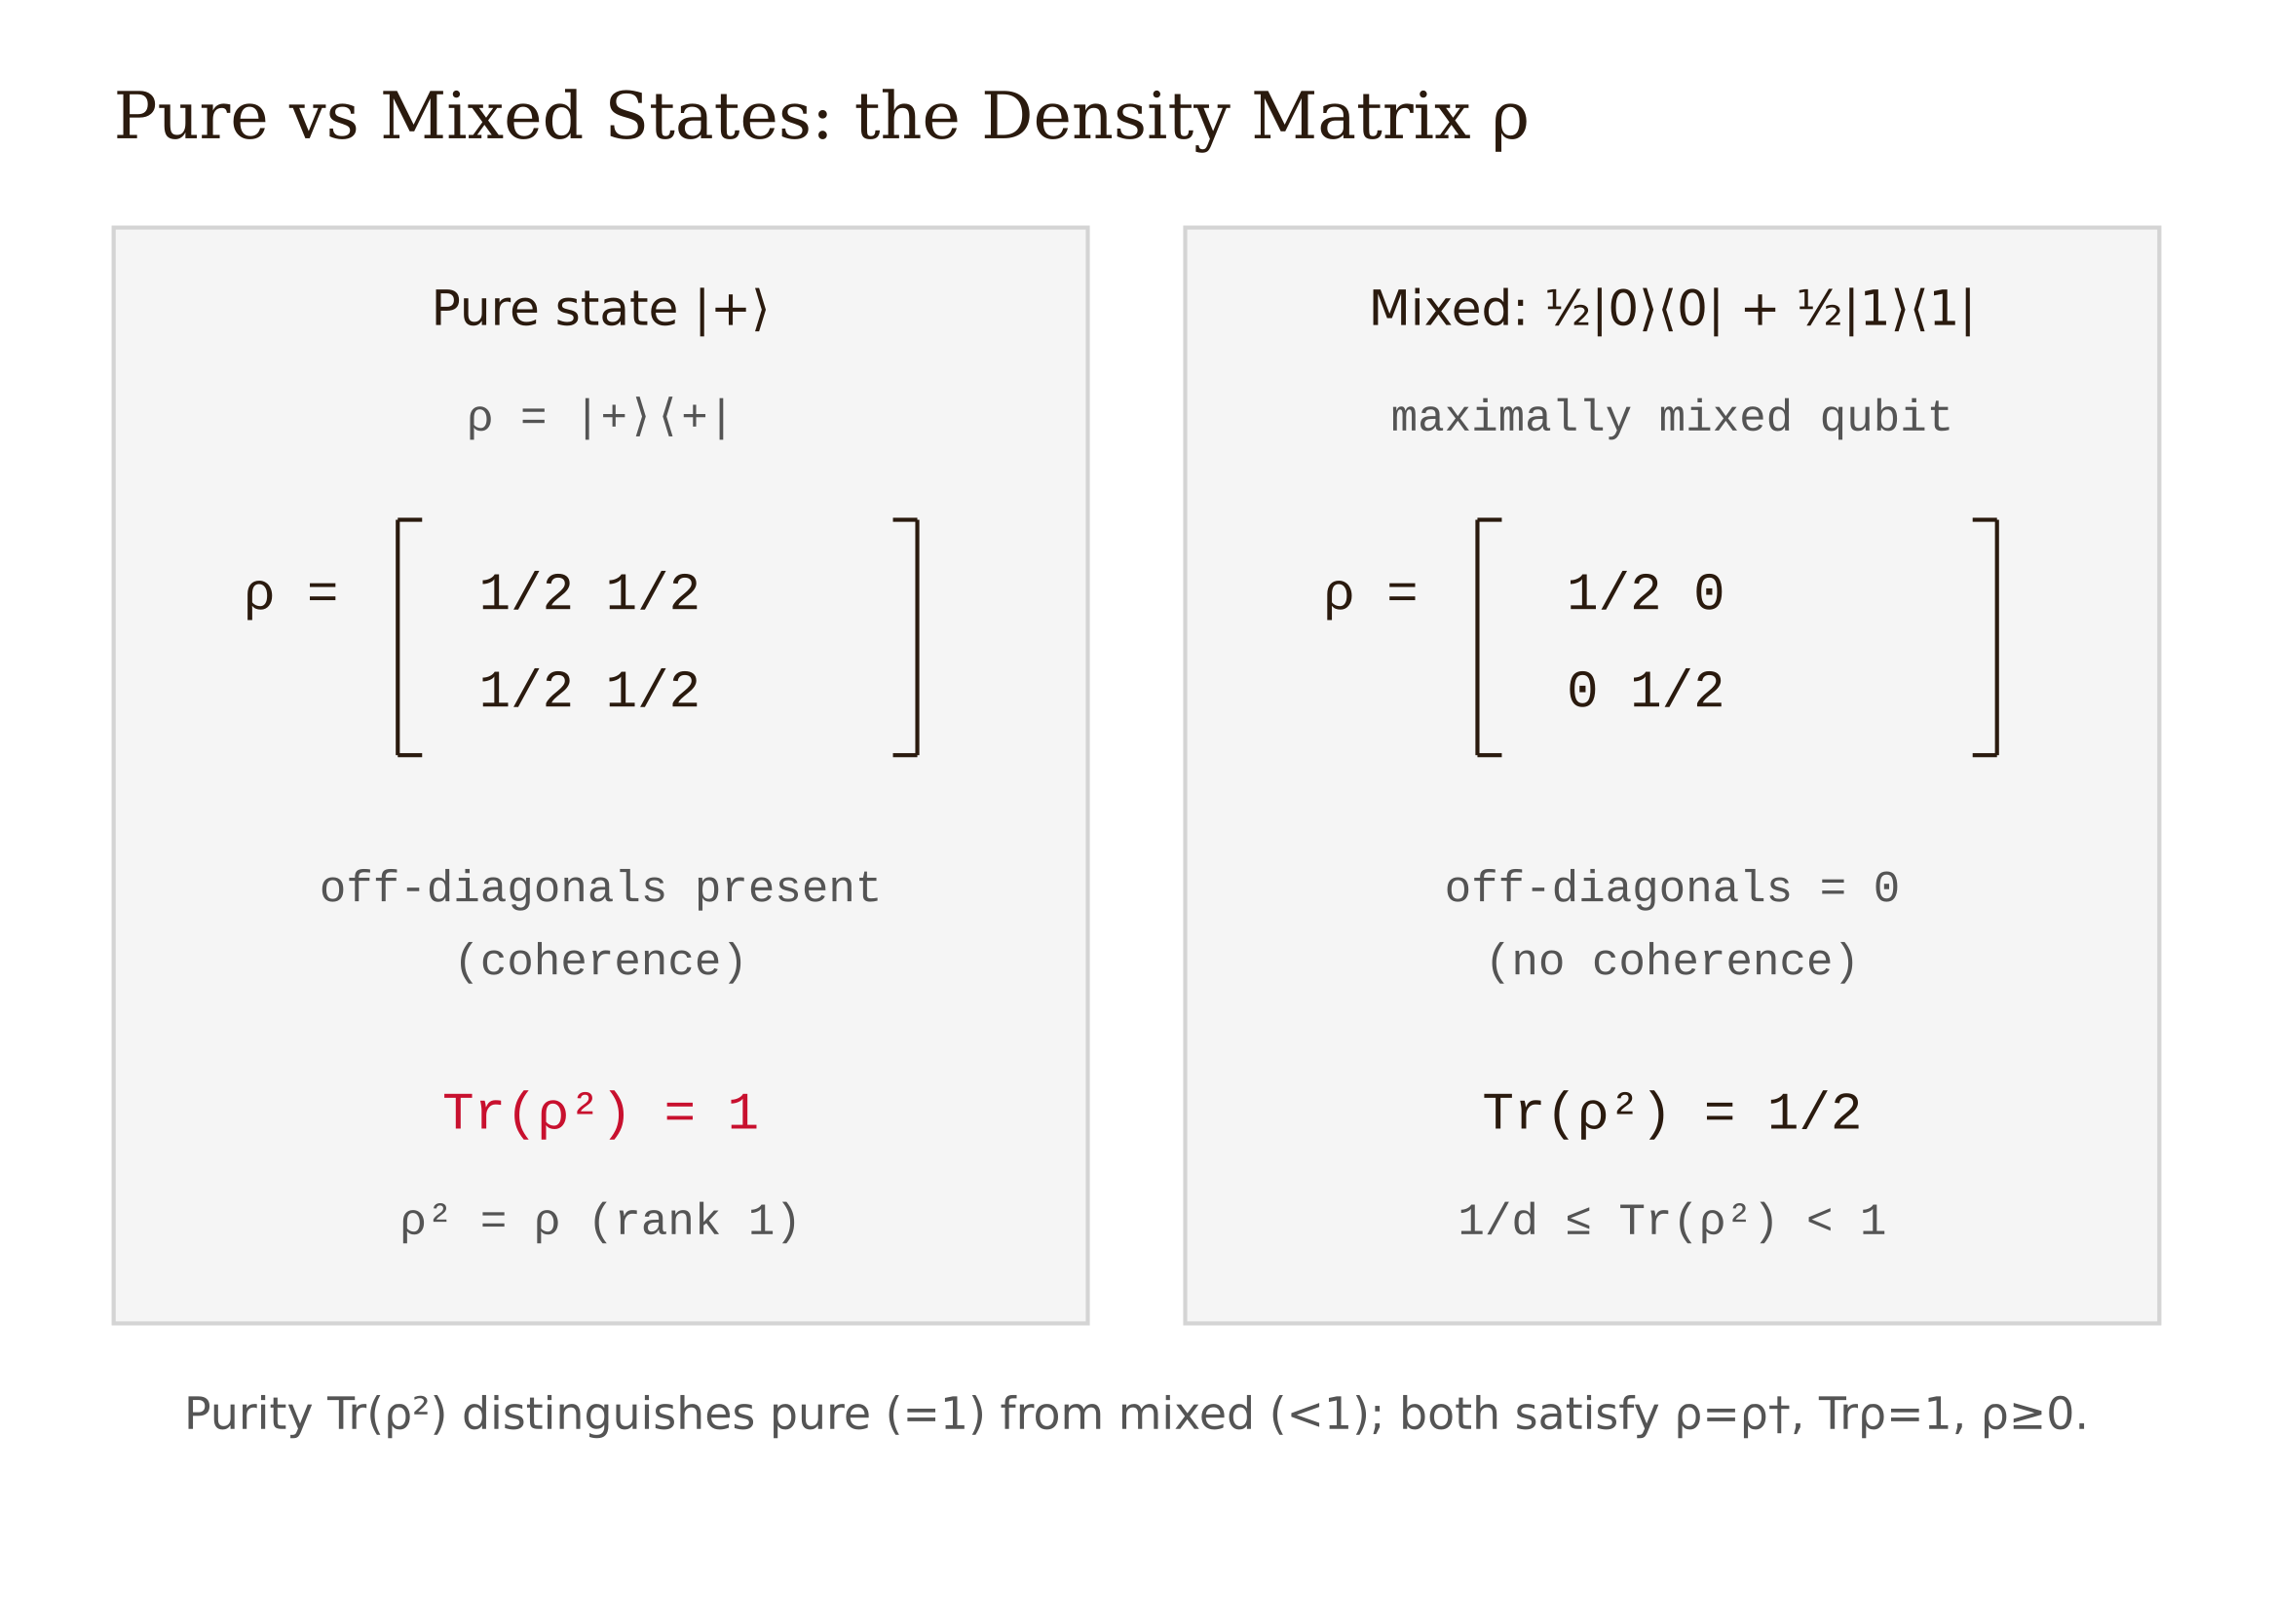 Pure vs Mixed States: the Density Matrix ρ
Pure state |+⟩
ρ = |+⟩⟨+|
ρ =
1/2 1/2
1/2 1/2
off-diagonals present
(coherence)
Tr(ρ²) = 1
ρ² = ρ (rank 1)
Mixed: ½|0⟩⟨0| + ½|1⟩⟨1|
maximally mixed qubit
ρ =
1/2 0
0 1/2
off-diagonals = 0
(no coherence)
Tr(ρ²) = 1/2
1/d ≤ Tr(ρ²) < 1
Purity Tr(ρ²) distinguishes pure (=1) from mixed (<1); both satisfy ρ=ρ†, Trρ=1, ρ≥0.